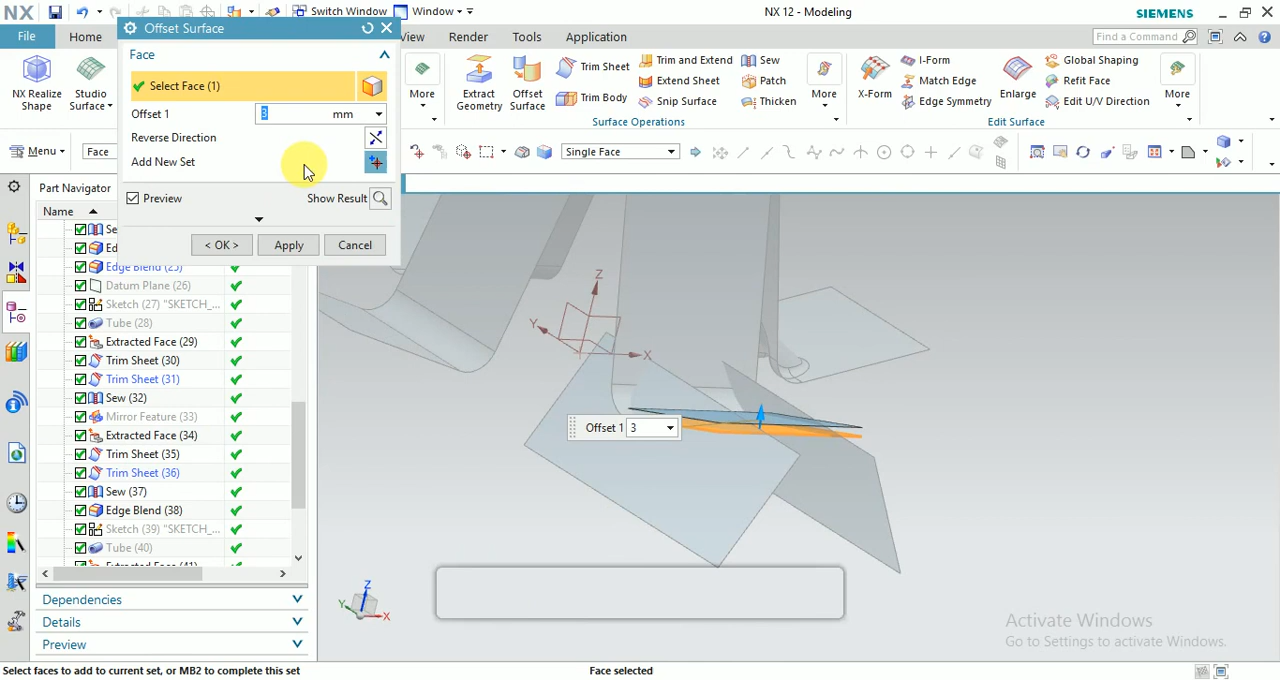 NX
Switch Window
Window
NX 12 - Modeling
SIEMENS
File
Home
View
Render
Tools
Application
Find a Command
Offset Surface
Face
Select Face (1)
Offset 1
3
mm
Reverse Direction
Add New Set
Preview
Show Result
< OK >
Apply
Cancel
NX Realize
Shape
Studio
Surface
More
Extract
Geometry
Offset
Surface
Trim Sheet
Trim Body
Trim and Extend
Extend Sheet
Snip Surface
Sew
Patch
Thicken
More
Surface Operations
X-Form
I-Form
Match Edge
Edge Symmetry
Enlarge
Global Shaping
Refit Face
Edit U/V Direction
More
Edit Surface
Menu
Face
Single Face
Part Navigator
Name
Se
Ed
Edge Blend (25)
Datum Plane (26)
Sketch (27) "SKETCH_...
Tube (28)
Extracted Face (29)
Trim Sheet (30)
Trim Sheet (31)
Sew (32)
Mirror Feature (33)
Extracted Face (34)
Trim Sheet (35)
Trim Sheet (36)
Sew (37)
Edge Blend (38)
Sketch (39) "SKETCH_...
Tube (40)
Extracted Face (41)
Dependencies
Details
Preview
Z
Y
X
Offset 1 3
Z
Y
X
Activate Windows
Go to Settings to activate Windows.
Select faces to add to current set, or MB2 to complete this set
Face selected